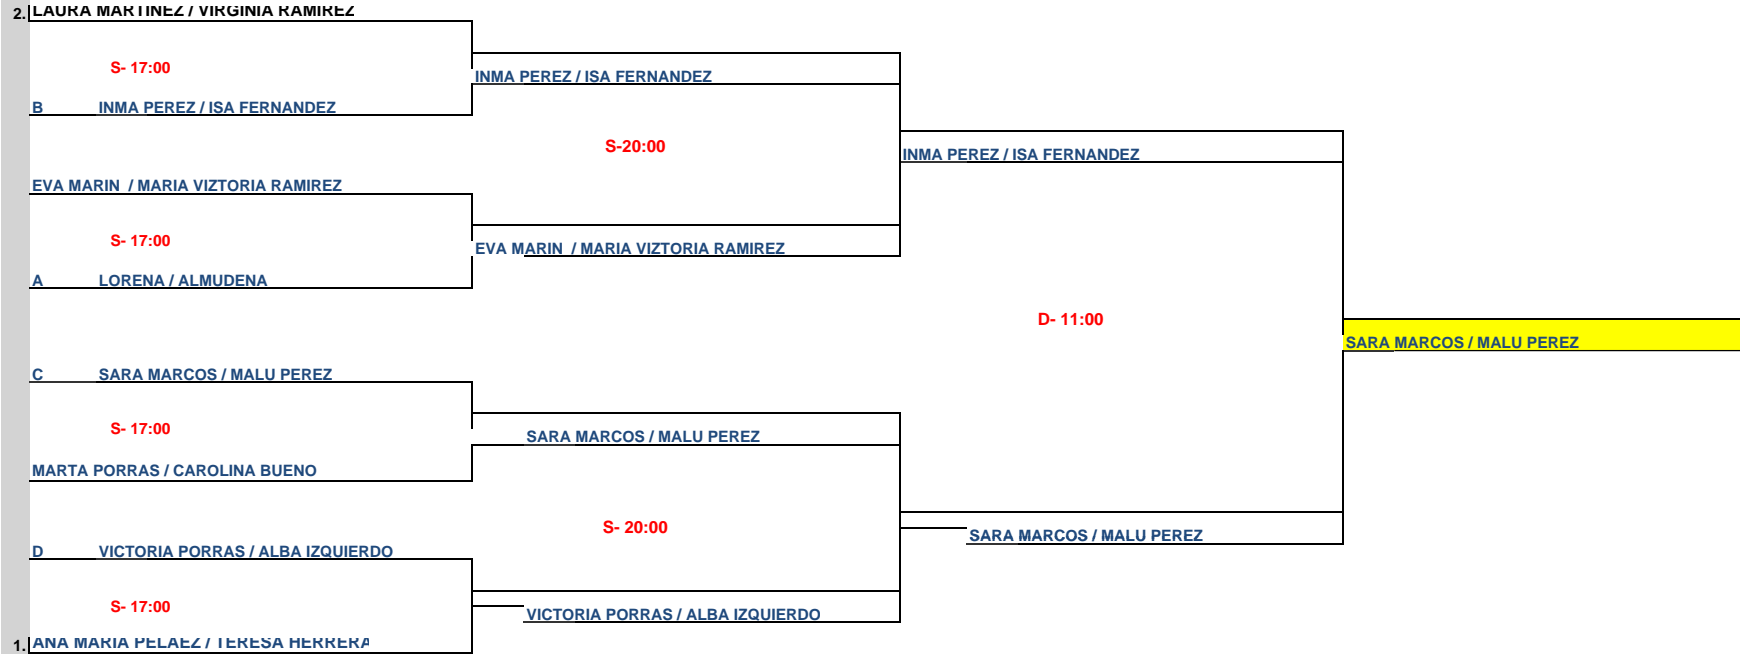 2. LAURA MARTINEZ / VIRGINIA RAMIREZ
S- 17:00
INMA PEREZ / ISA FERNANDEZ
B INMA PEREZ / ISA FERNANDEZ
S-20:00
INMA PEREZ / ISA FERNANDEZ
EVA MARIN / MARIA VIZTORIA RAMIREZ
S- 17:00
EVA MARIN / MARIA VIZTORIA RAMIREZ
A LORENA / ALMUDENA
D- 11:00
SARA MARCOS / MALU PEREZ
C SARA MARCOS / MALU PEREZ
S- 17:00
SARA MARCOS / MALU PEREZ
MARTA PORRAS / CAROLINA BUENO
S- 20:00
SARA MARCOS / MALU PEREZ
D VICTORIA PORRAS / ALBA IZQUIERDO
S- 17:00
VICTORIA PORRAS / ALBA IZQUIERDO
1. ANA MARIA PELAEZ / TERESA HERRERA